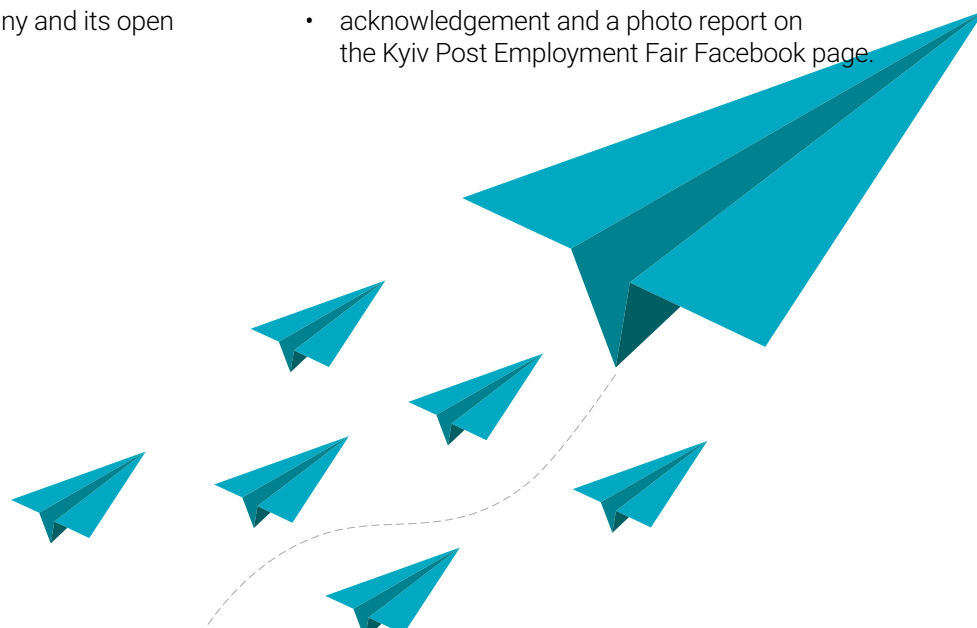 ny and its open
• acknowledgement and a photo report on
the Kyiv Post Employment Fair Facebook page.